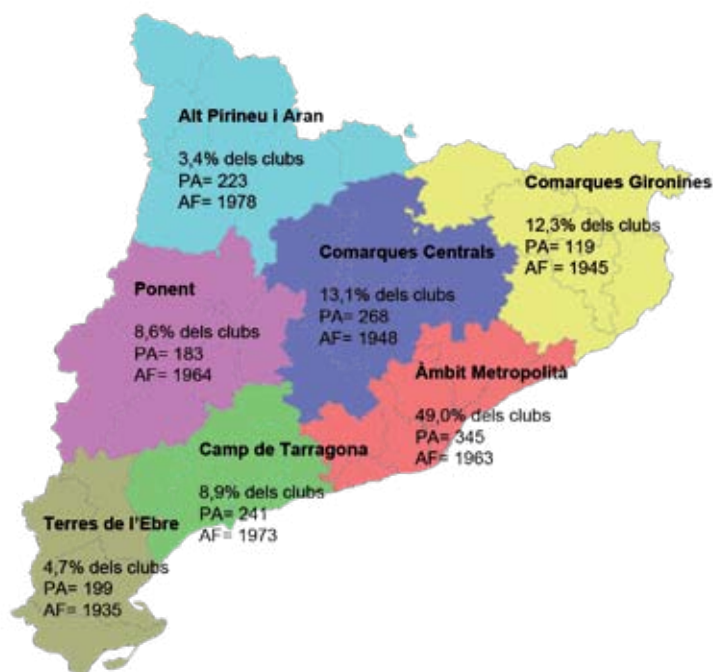 Alt Pirineu i Aran
3,4% dels clubs
PA= 223
AF= 1978
Comarques Gironines
12,3% dels clubs
PA= 119
AF = 1945
Comarques Centrals
13,1% dels clubs
PA= 268
AF= 1948
Ponent
8,6% dels clubs
PA= 183
AF= 1964
Àmbit Metropolità
49,0% dels clubs
PA= 345
AF= 1963
Camp de Tarragona
8,9% dels clubs
PA= 241
AF= 1973
Terres de l'Ebre
4,7% dels clubs
PA= 199
AF= 1935